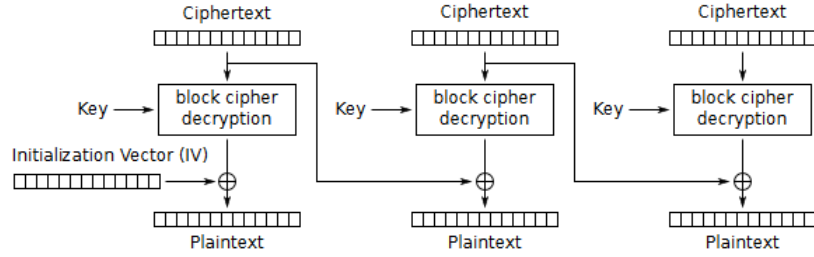 Ciphertext Ciphertext Ciphertext
Key block cipher decryption Key block cipher decryption Key block cipher decryption
Initialization Vector (IV)
Plaintext Plaintext Plaintext